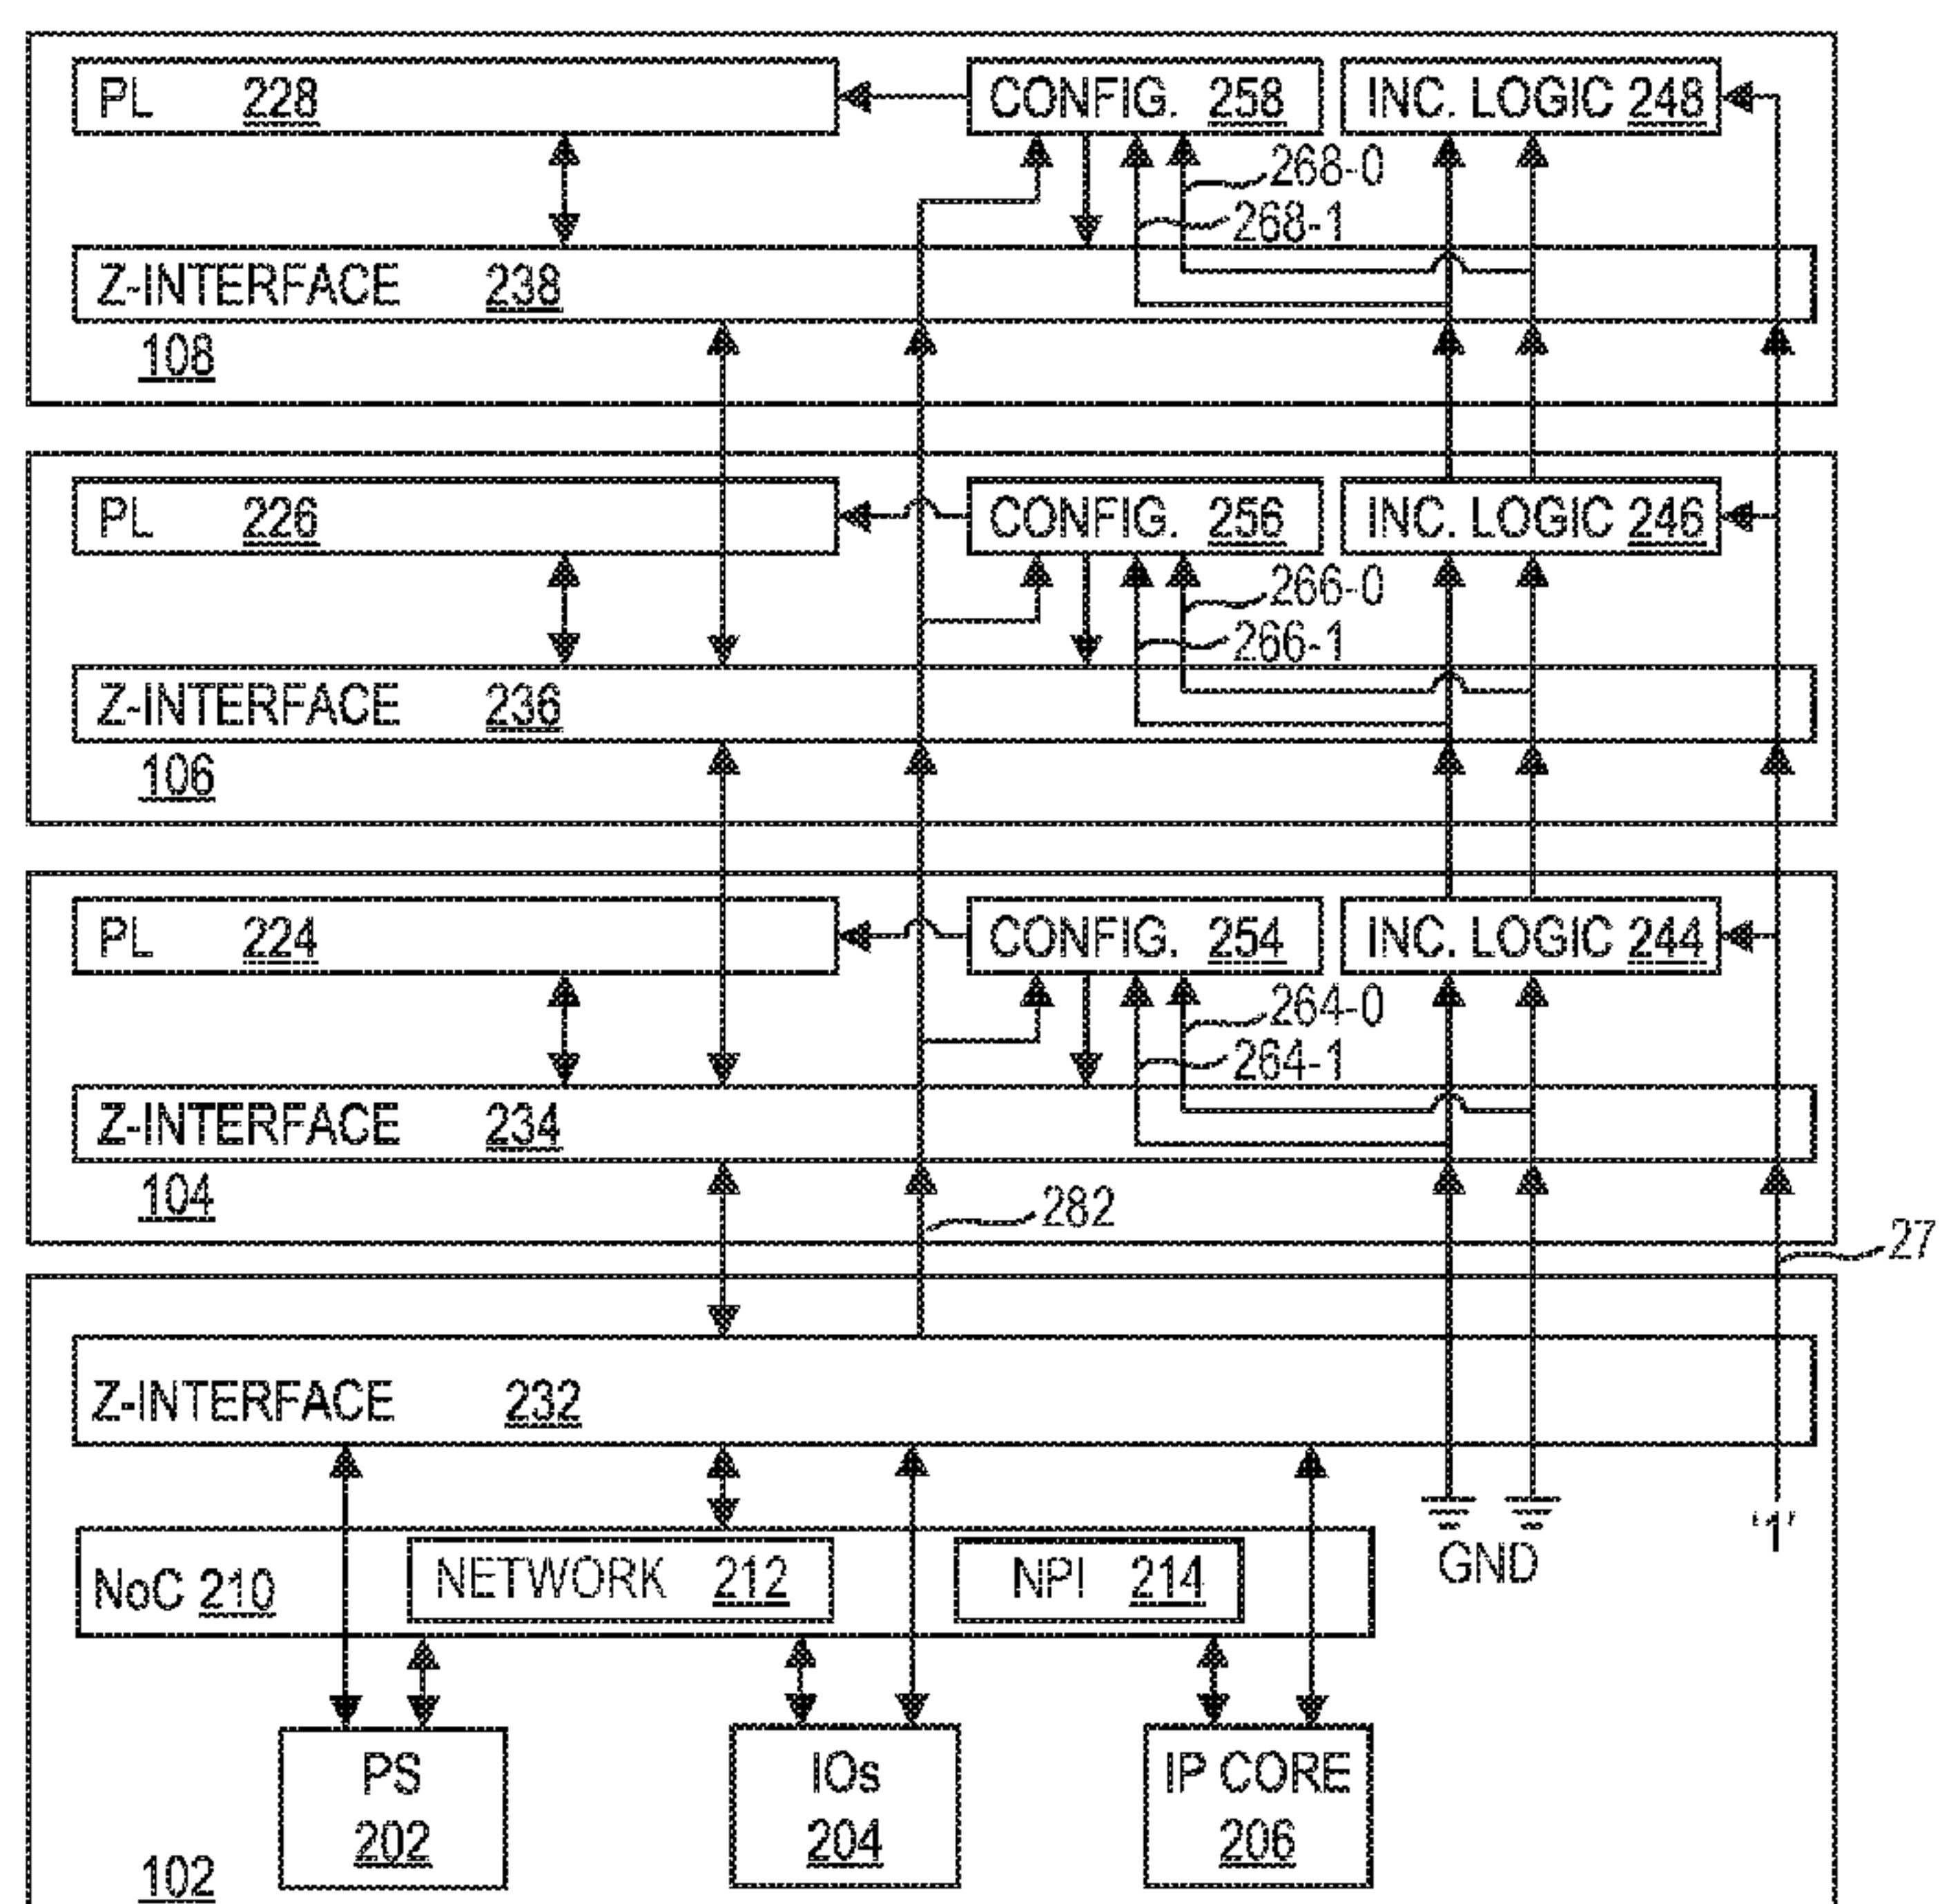 PL 228
CONFIG. 258
INC. LOGIC 248
268-0
268-1
Z-INTERFACE 238
108
PL 226
CONFIG. 256
INC. LOGIC 246
266-0
266-1
Z-INTERFACE 236
106
PL 224
CONFIG. 254
INC. LOGIC 244
264-0
264-1
Z-INTERFACE 234
104
282
27
Z-INTERFACE 232
NoC 210
NETWORK 212
NPI 214
GND
PS
202
IOs
204
IP CORE
206
102